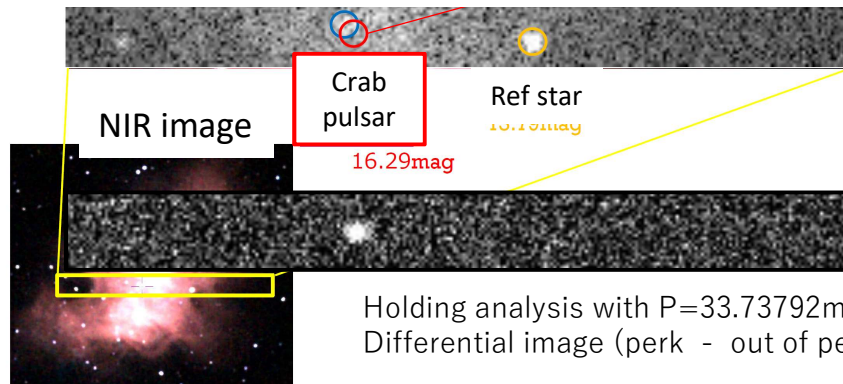 Crab
pulsar
Ref star
NIR image
16.29mag
Holding analysis with P=33.73792m
Differential image (perk - out of pe